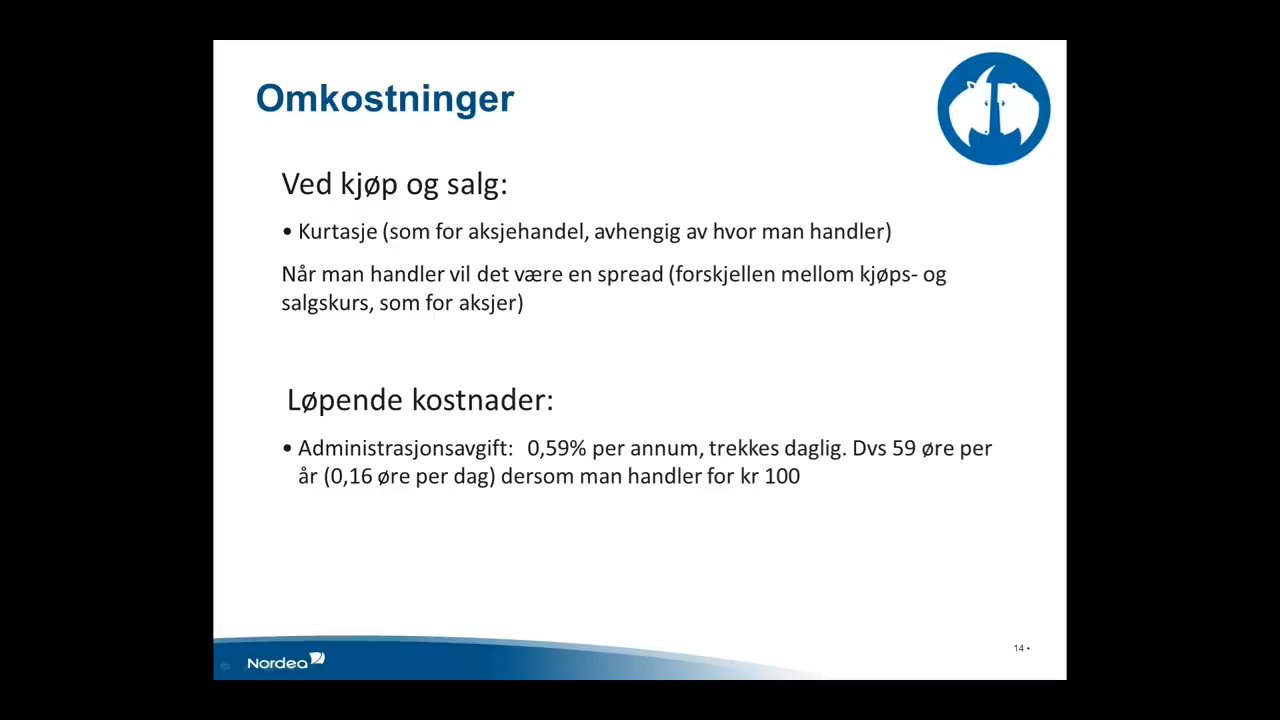 Omkostninger
Ved kjøp og salg:
• Kurtasje (som for aksjehandel, avhengig av hvor man handler)
Når man handler vil det være en spread (forskjellen mellom kjøps- og
salgskurs, som for aksjer)
Løpende kostnader:
• Administrasjonsavgift: 0,59% per annum, trekkes daglig. Dvs 59 øre per
år (0,16 øre per dag) dersom man handler for kr 100
Nordea
14 •